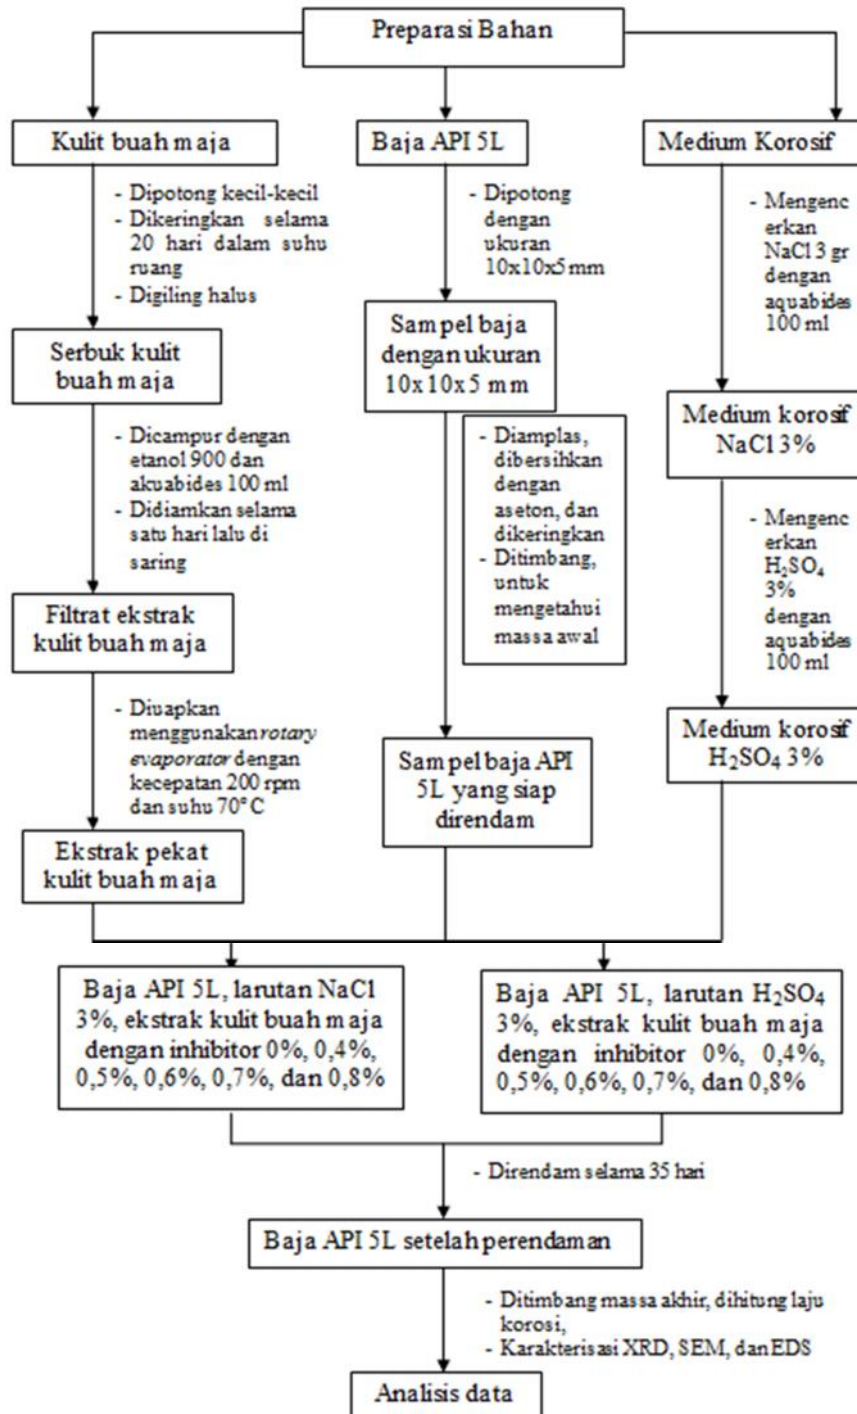 Preparasi Bahan
Kulit buah maja
- Dipotong kecil-kecil
- Dikeringkan selama
20 hari dalam suhu
ruang
- Digiling halus
Serbuk kulit
buah maja
- Dicampur dengan
etanol 900 dan
akuabides 100 ml
- Didiamkan selama
satu hari lalu di
saring
Filtrat ekstrak
kulit buah maja
- Diuapkan
menggunakan rotary
evaporator dengan
kecepatan 200 rpm
dan suhu 70°C
Ekstrak pekat
kulit buah maja
Baja API 5L
- Dipotong
dengan
ukuran
10x10x5 mm
Sampel baja
dengan ukuran
10x10x5 mm
- Diamplas,
dibersihkan
dengan
aseton, dan
dikeringkan
- Ditimbang,
untuk
mengetahui
massa awal
Sampel baja API
5L yang siap
direndam
Medium Korosif
- Mengenc
erkan
NaCl 3 gr
dengan
aquabides
100 ml
Medium korosif
NaCl 3%
- Mengenc
erkan
H₂SO₄
3%
dengan
aquabides
100 ml
Medium korosif
H₂SO₄ 3%
Baja API 5L, larutan NaCl
3%, ekstrak kulit buah maja
dengan inhibitor 0%, 0,4%,
0,5%, 0,6%, 0,7%, dan 0,8%
Baja API 5L, larutan H₂SO₄
3%, ekstrak kulit buah maja
dengan inhibitor 0%, 0,4%,
0,5%, 0,6%, 0,7%, dan 0,8%
- Direndam selama 35 hari
Baja API 5L setelah perendaman
- Ditimbang massa akhir, dihitung laju
korosi,
- Karakterisasi XRD, SEM, dan EDS
Analisis data